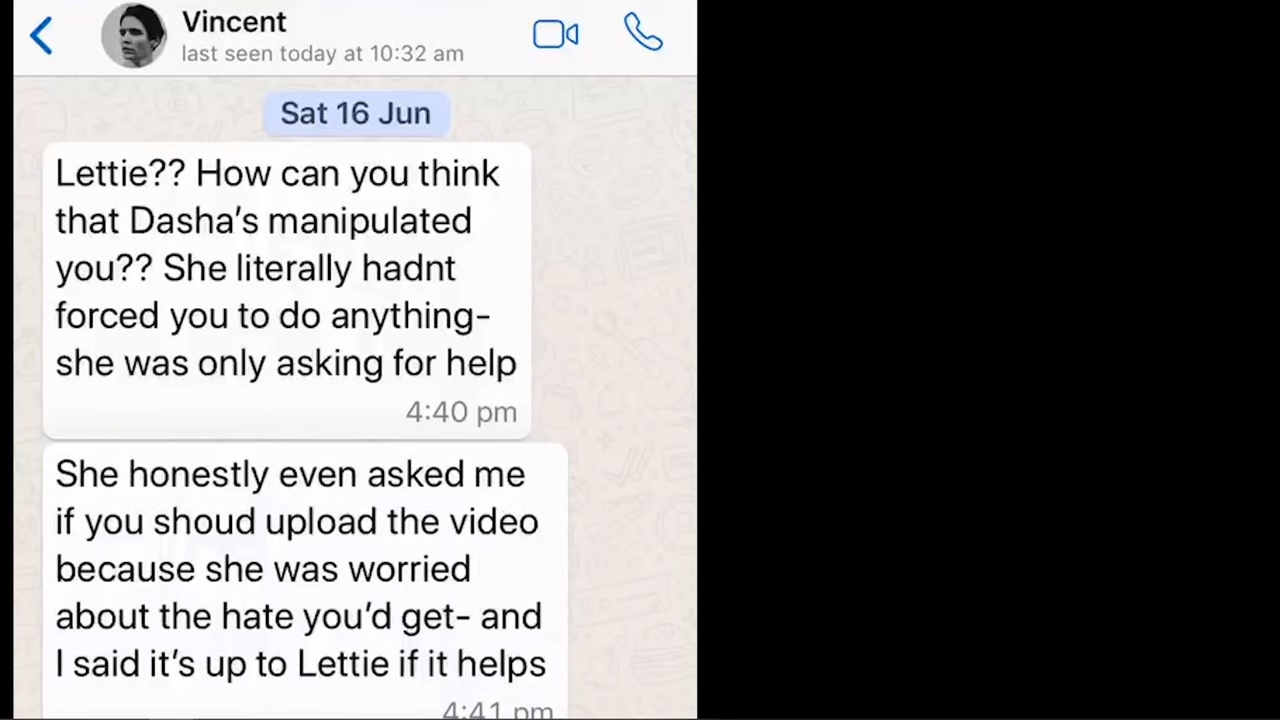 Vincent
last seen today at 10:32 am
Sat 16 Jun
Lettie?? How can you think
that Dasha's manipulated
you?? She literally hadnt
forced you to do anything-
she was only asking for help
4:40 pm
She honestly even asked me
if you shoud upload the video
because she was worried
about the hate you'd get- and
I said it's up to Lettie if it helps
4:41 pm